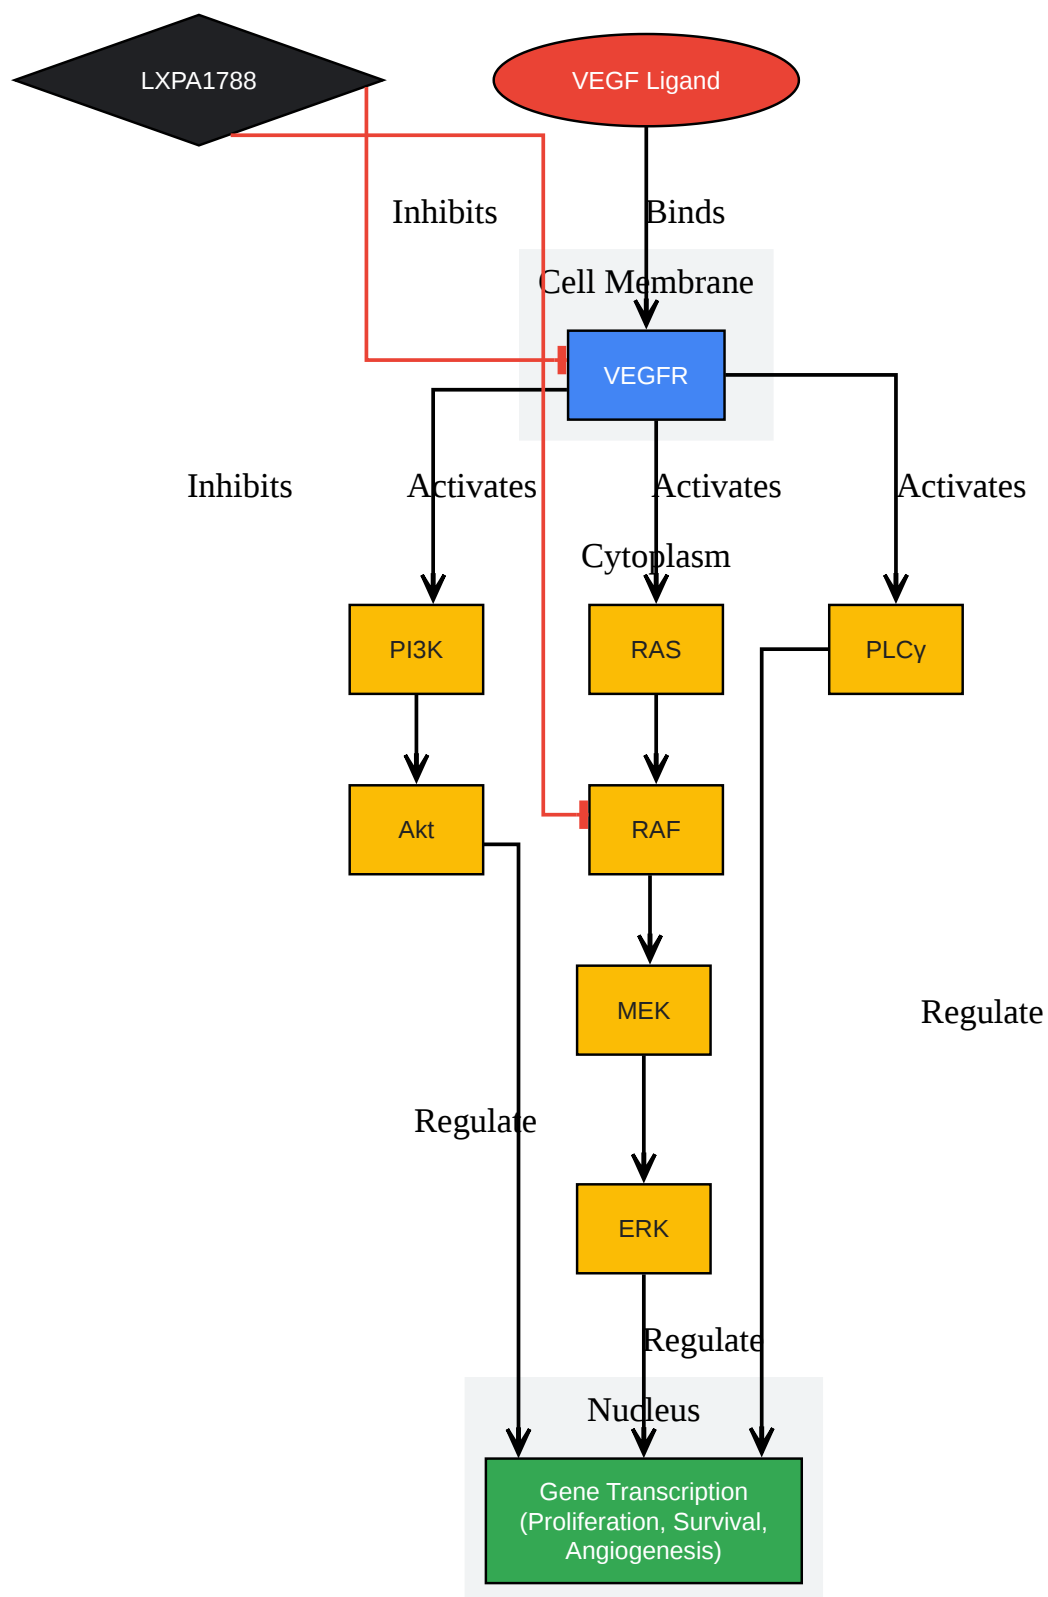 LXPA1788
VEGF Ligand
Inhibits
Binds
Cell Membrane
VEGFR
Inhibits
Activates
Activates
Activates
Cytoplasm
PI3K
RAS
PLCγ
Akt
RAF
MEK
Regulate
Regulate
ERK
Regulate
Nucleus
Gene Transcription
(Proliferation, Survival,
Angiogenesis)